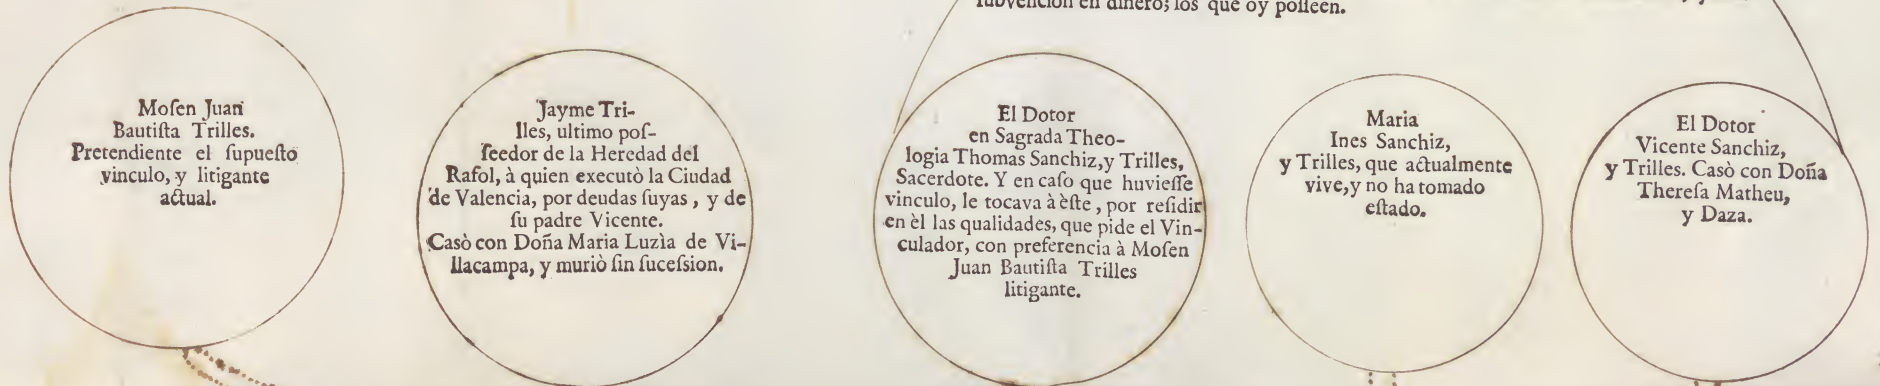 ſubvencion en dinero; los que oy poſſeen.
Moſen Juan
Bautiſta Trilles.
Pretendiente el ſupueſto
vinculo, y litigante
actual.
Jayme Tri-
lles, ultimo poſ-
ſeedor de la Heredad del
Rafol, à quien executò la Ciudad
de Valencia, por deudas ſuyas, y de
ſu padre Vicente.
Casò con Doña Maria Luzìa de Vi-
llacampa, y muriò ſin ſuceſsion.
El Dotor
en Sagrada Theo-
logia Thomas Sanchiz, y Trilles,
Sacerdote. Y en caſo que huvieſſe
vinculo, le tocava à èſte, por reſidir
en èl las qualidades, que pide el Vin-
culador, con preferencia à Moſen
Juan Bautiſta Trilles
litigante.
Maria
Ines Sanchiz,
y Trilles, que actualmente
vive, y no ha tomado
eſtado.
El Dotor
Vicente Sanchiz,
y Trilles. Casò con Doña
Thereſa Matheu,
y Daza.